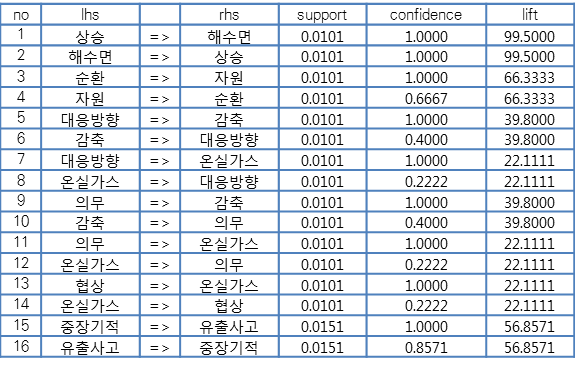 no lhs rhs support confidence lift
1 상승 => 해수면 0.0101 1.0000 99.5000
2 해수면 => 상승 0.0101 1.0000 99.5000
3 순환 => 자원 0.0101 1.0000 66.3333
4 자원 => 순환 0.0101 0.6667 66.3333
5 대응방향 => 감축 0.0101 1.0000 39.8000
6 감축 => 대응방향 0.0101 0.4000 39.8000
7 대응방향 => 온실가스 0.0101 1.0000 22.1111
8 온실가스 => 대응방향 0.0101 0.2222 22.1111
9 의무 => 감축 0.0101 1.0000 39.8000
10 감축 => 의무 0.0101 0.4000 39.8000
11 의무 => 온실가스 0.0101 1.0000 22.1111
12 온실가스 => 의무 0.0101 0.2222 22.1111
13 협상 => 온실가스 0.0101 1.0000 22.1111
14 온실가스 => 협상 0.0101 0.2222 22.1111
15 중장기적 => 유출사고 0.0151 1.0000 56.8571
16 유출사고 => 중장기적 0.0151 0.8571 56.8571